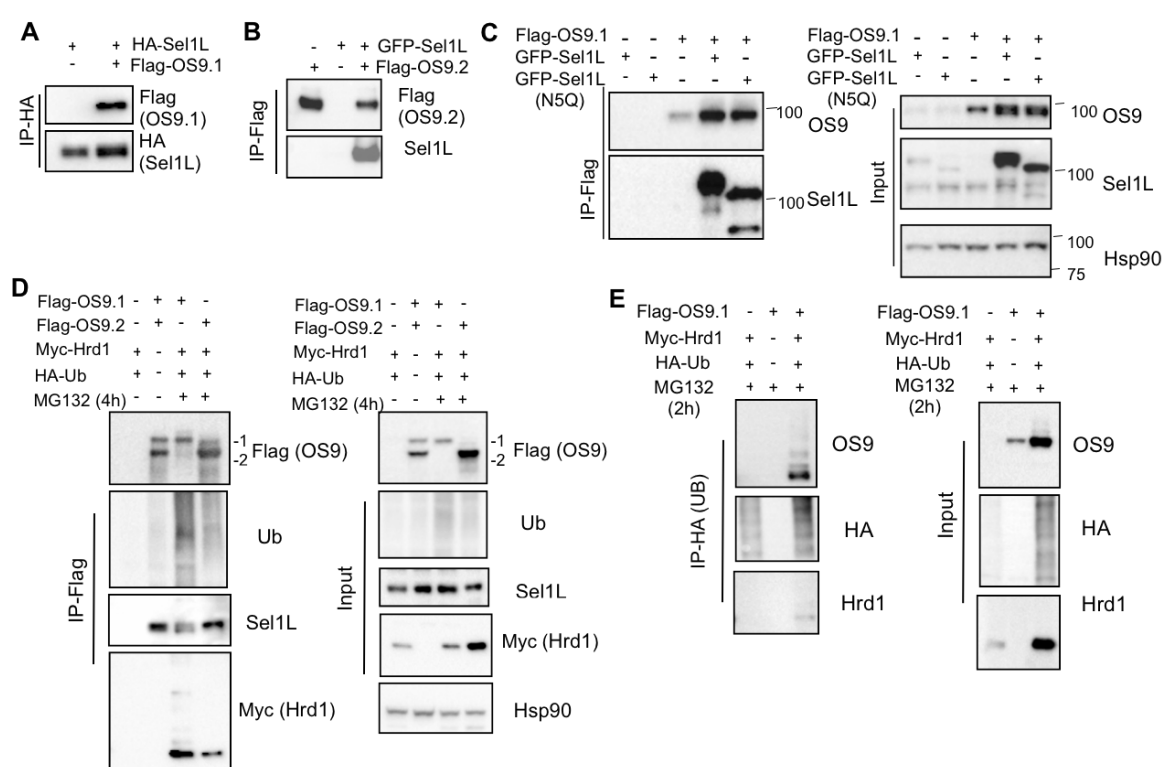 A
+ + HA-Sel1L
- + Flag-OS9.1
IP-HA
Flag
(OS9.1)
HA
(Sel1L)
B
- + + GFP-Sel1L
+ - + Flag-OS9.2
IP-Flag
Flag
(OS9.2)
Sel1L
C
Flag-OS9.1 - - + + +
GFP-Sel1L + - - + -
GFP-Sel1L - + - - +
(N5Q)
IP-Flag
100
OS9
100
Sel1L
Flag-OS9.1 - - + + +
GFP-Sel1L + - - + -
GFP-Sel1L - + - - +
(N5Q)
Input
100
OS9
100
Sel1L
100
75
Hsp90
D
Flag-OS9.1 - + + -
Flag-OS9.2 - + - +
Myc-Hrd1 + - + +
HA-Ub + - + +
MG132 (4h) - - + +
IP-Flag
-1
-2
Flag (OS9)
Ub
Sel1L
Myc (Hrd1)
Flag-OS9.1 - + + -
Flag-OS9.2 - + - +
Myc-Hrd1 + - + +
HA-Ub + - + +
MG132 (4h) - - + +
Input
-1
-2
Flag (OS9)
Ub
Sel1L
Myc (Hrd1)
Hsp90
E
Flag-OS9.1 - + +
Myc-Hrd1 + - +
HA-Ub + - +
MG132 + + +
(2h)
IP-HA (UB)
OS9
HA
Hrd1
Flag-OS9.1 - + +
Myc-Hrd1 + - +
HA-Ub + - +
MG132 + + +
(2h)
Input
OS9
HA
Hrd1